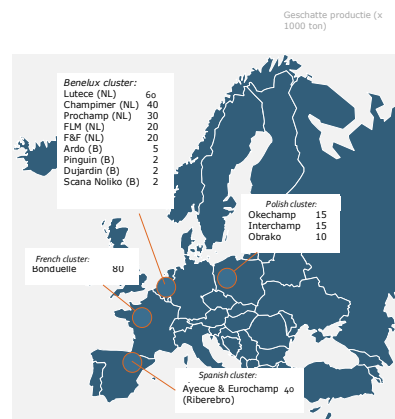 Geschatte productie (x
1000 ton)
Benelux cluster:
Lutece (NL) 60
Champimer (NL) 40
Prochamp (NL) 30
FLM (NL) 20
F&F (NL) 20
Ardo (B) 5
Pinguin (B) 2
Dujardin (B) 2
Scana Noliko (B) 2
Polish cluster:
Okechamp 15
Interchamp 15
Obrako 10
French cluster:
Bonduelle 80
Spanish cluster:
Ayecue & Eurochamp 40
(Riberebro)